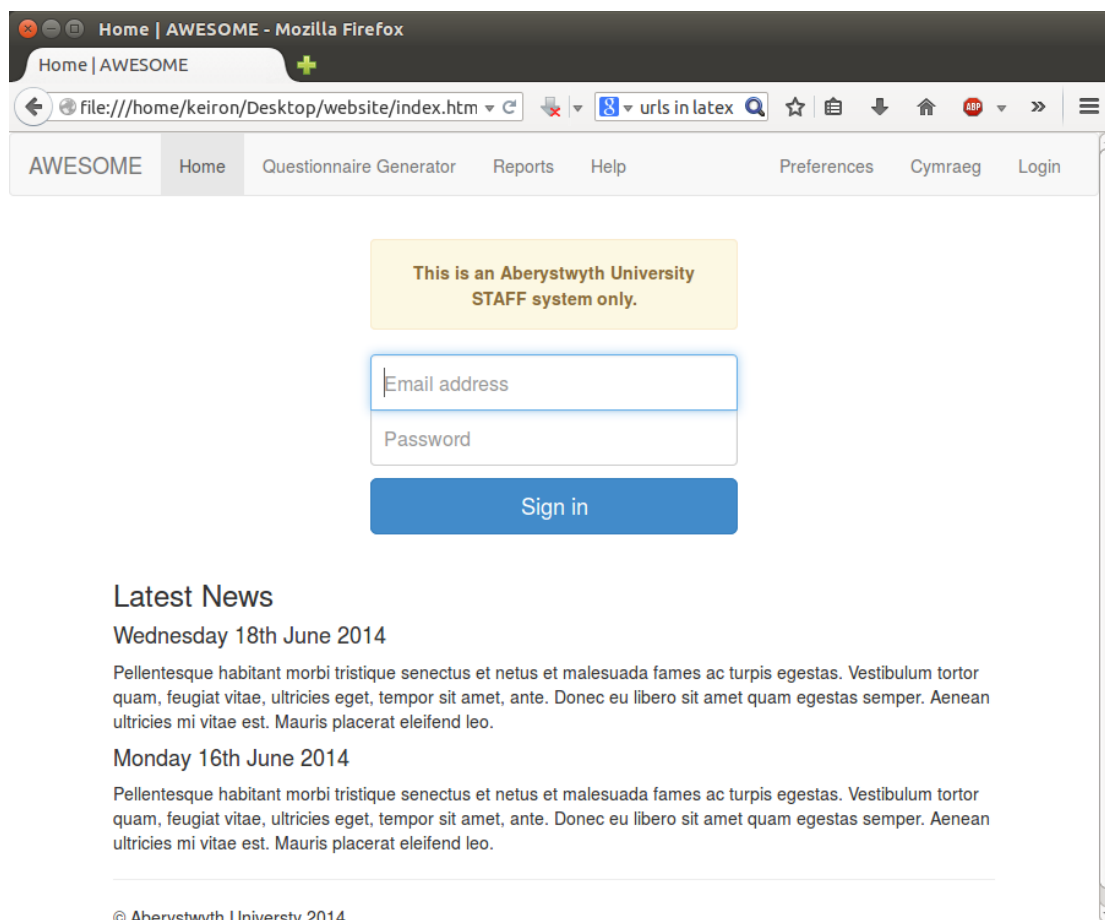 Home | AWESOME - Mozilla Firefox
Home | AWESOME
file:///home/keiron/Desktop/website/index.htm
urls in latex
ABP
AWESOME Home Questionnaire Generator Reports Help Preferences Cymraeg Login
This is an Aberystwyth University
STAFF system only.
Email address
Password
Sign in
Latest News
Wednesday 18th June 2014
Pellentesque habitant morbi tristique senectus et netus et malesuada fames ac turpis egestas. Vestibulum tortor
quam, feugiat vitae, ultricies eget, tempor sit amet, ante. Donec eu libero sit amet quam egestas semper. Aenean
ultricies mi vitae est. Mauris placerat eleifend leo.
Monday 16th June 2014
Pellentesque habitant morbi tristique senectus et netus et malesuada fames ac turpis egestas. Vestibulum tortor
quam, feugiat vitae, ultricies eget, tempor sit amet, ante. Donec eu libero sit amet quam egestas semper. Aenean
ultricies mi vitae est. Mauris placerat eleifend leo.
© Aberystwyth Universty 2014